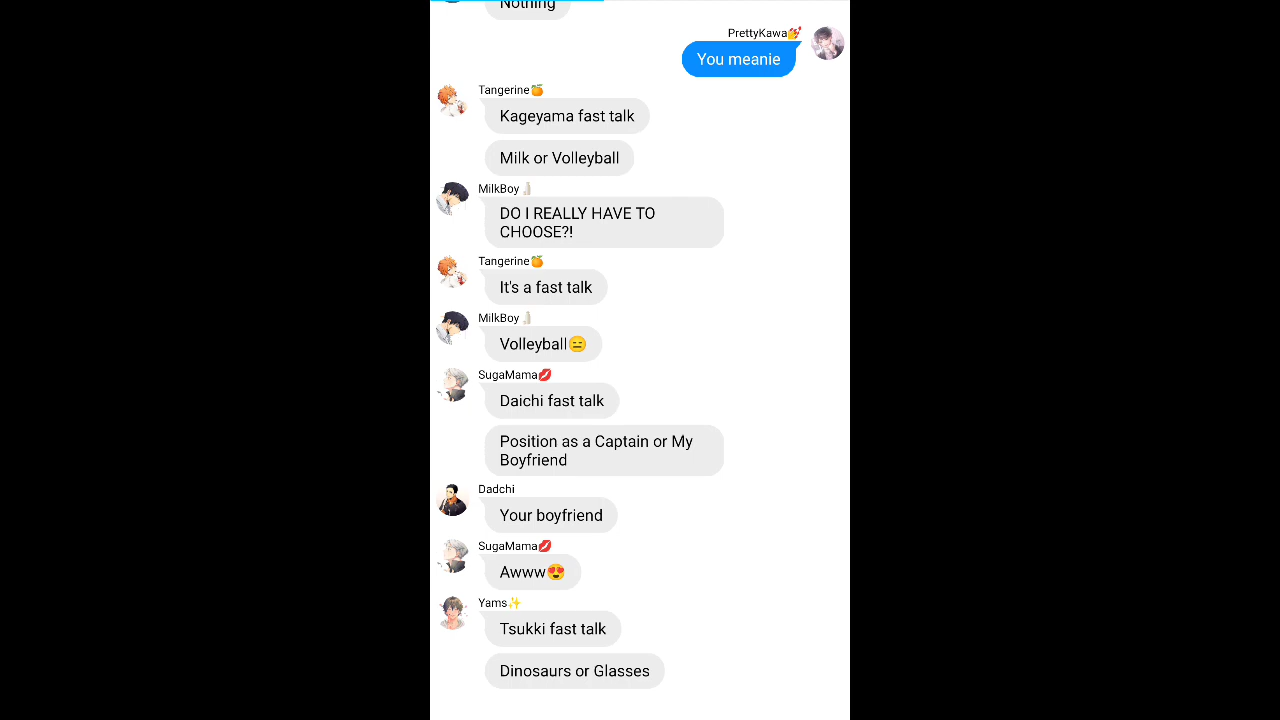 Nothing
PrettyKawa💅
You meanie
Tangerine🍊
Kageyama fast talk
Milk or Volleyball
MilkBoy🥛
DO I REALLY HAVE TO
CHOOSE?!
Tangerine🍊
It's a fast talk
MilkBoy🥛
Volleyball😑
SugaMama💋
Daichi fast talk
Position as a Captain or My
Boyfriend
Dadchi
Your boyfriend
SugaMama💋
Awww😍
Yams✨
Tsukki fast talk
Dinosaurs or Glasses